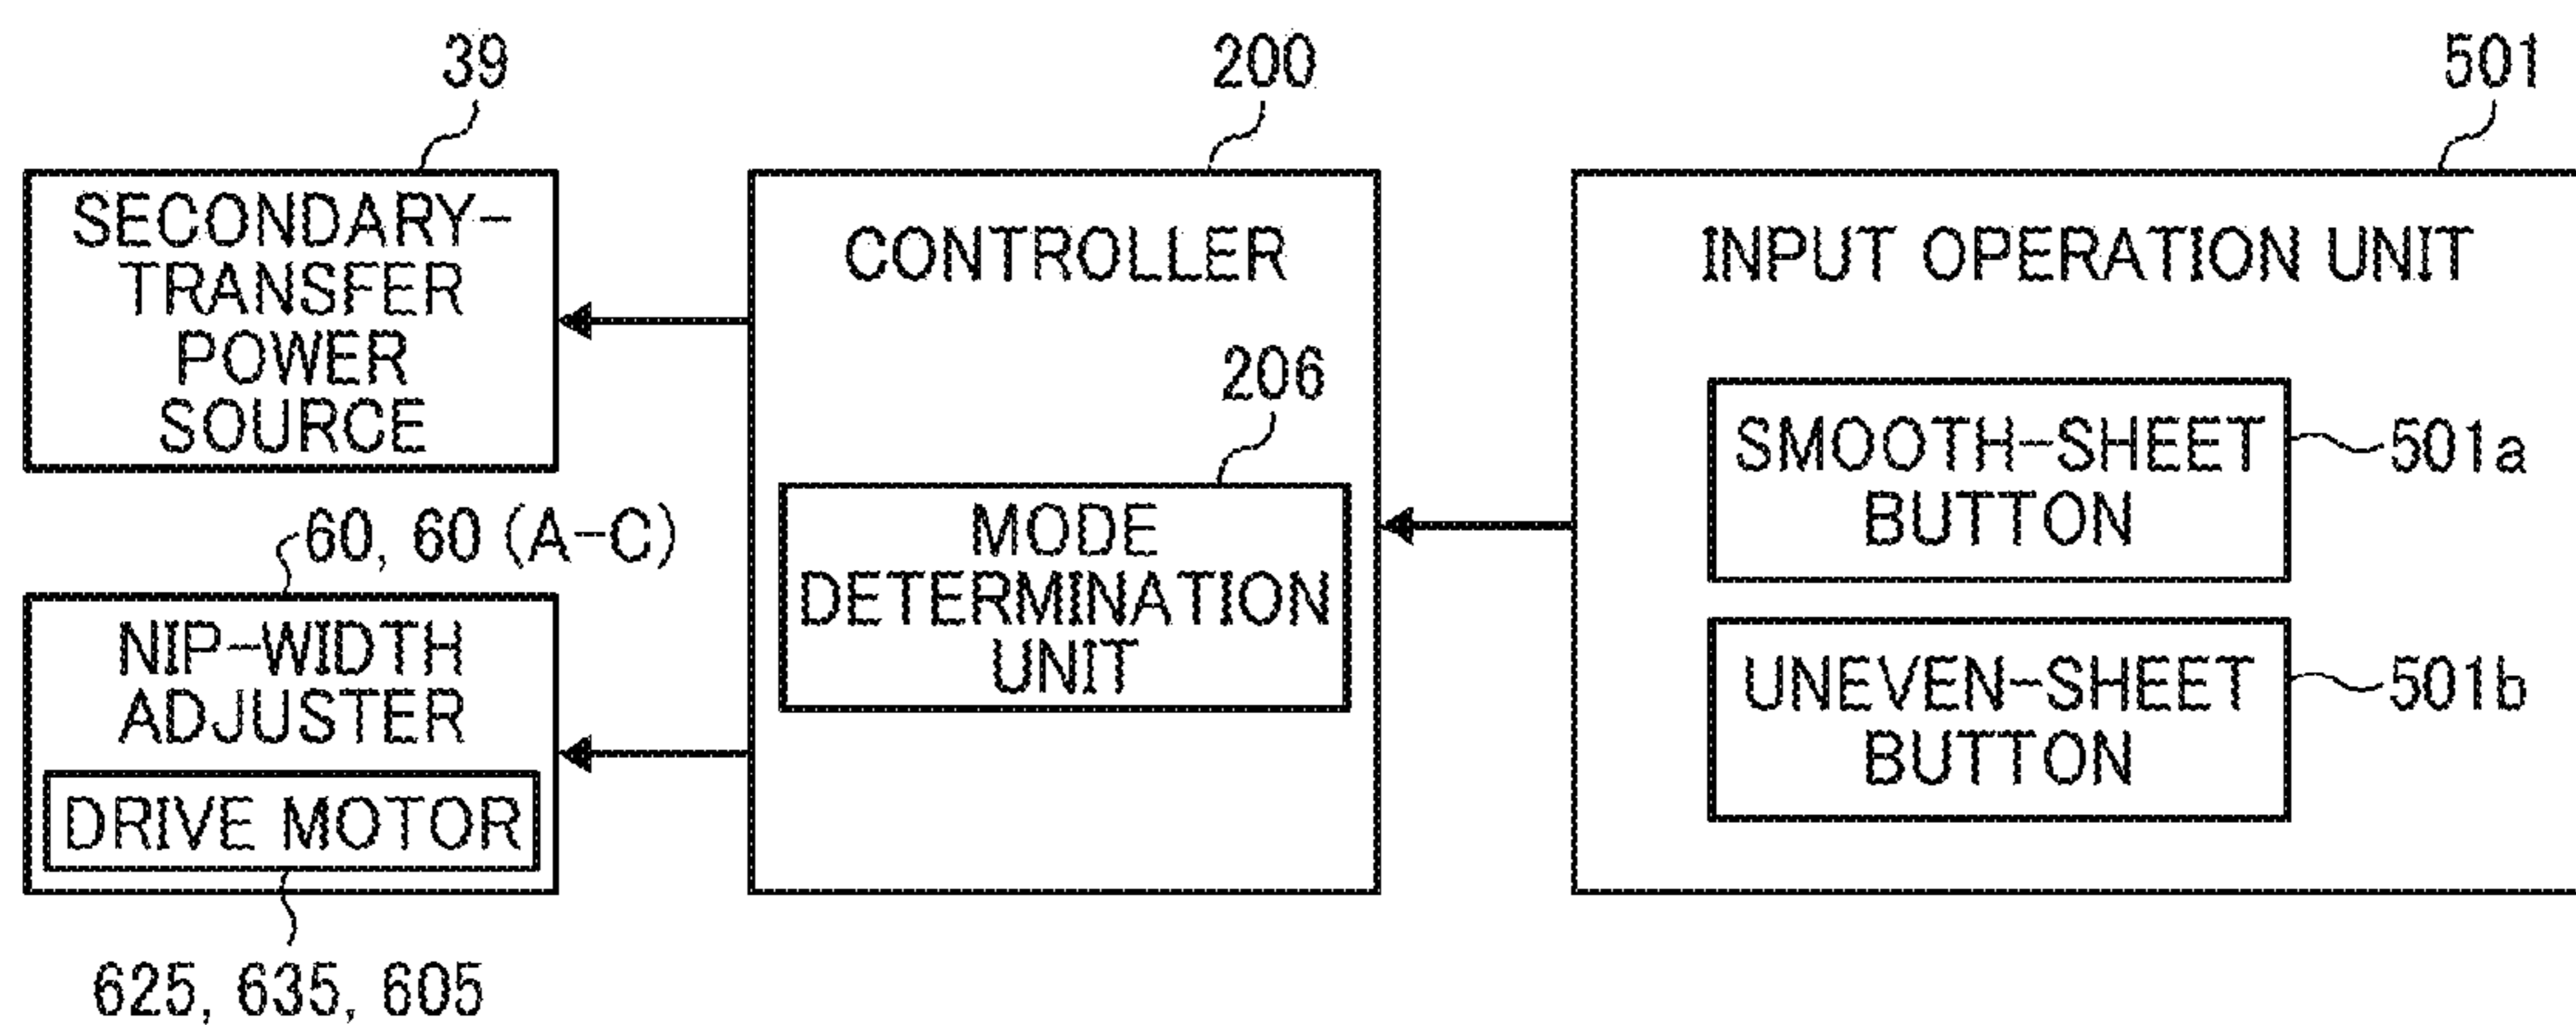 39
SECONDARY-
TRANSFER
POWER
SOURCE
60, 60 (A-C)
NIP-WIDTH
ADJUSTER
DRIVE MOTOR
625, 635, 605
200
CONTROLLER
206
MODE
DETERMINATION
UNIT
501
INPUT OPERATION UNIT
SMOOTH-SHEET
BUTTON
501a
UNEVEN-SHEET
BUTTON
501b